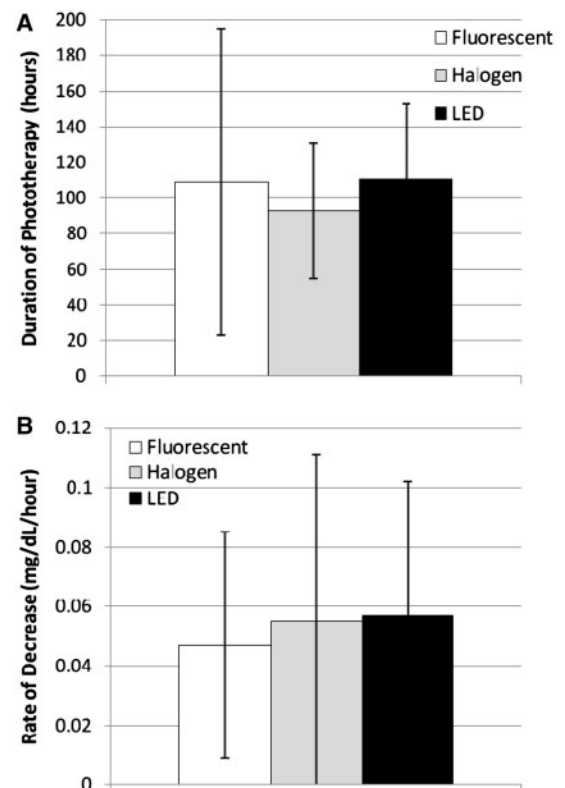 A
Duration of Phototherapy (hours)
200
180
160
140
120
100
80
60
40
20
0
Fluorescent
Halogen
LED
B
Rate of Decrease (mg/dL/hour)
0.12
0.1
0.08
0.06
0.04
0.02
0
Fluorescent
Halogen
LED